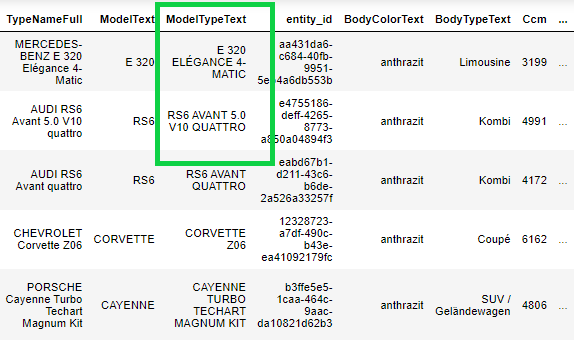 TypeNameFull ModelText ModelTypeText entity_id BodyColorText BodyTypeText Ccm ...
MERCEDES-
BENZ E 320
Elégance 4-
Matic
E 320
E 320
ELÉGANCE 4-
MATIC
aa431da6-
c684-40fb-
9951-
anthrazit
Limousine
3199
...
AUDI RS6
Avant 5.0 V10
quattro
RS6
RS6 AVANT 5.0
V10 QUATTRO
e4755186-
deff-4265-
8773-
a850a04894f3
anthrazit
Kombi
4991
...
AUDI RS6
Avant quattro
RS6
RS6 AVANT
QUATTRO
eabd67b1-
d211-43c6-
b6de-
2a526a33257f
anthrazit
Kombi
4172
...
CHEVROLET
Corvette Z06
CORVETTE
CORVETTE
Z06
12328723-
a7df-490c-
b43e-
ea41092179fc
anthrazit
Coupé
6162
...
PORSCHE
Cayenne Turbo
Techart
Magnum Kit
CAYENNE
CAYENNE
TURBO
TECHART
MAGNUM KIT
b3ffe5e5-
1caa-464c-
9aac-
da10821d62b3
anthrazit
SUV /
Geländewagen
4806
...